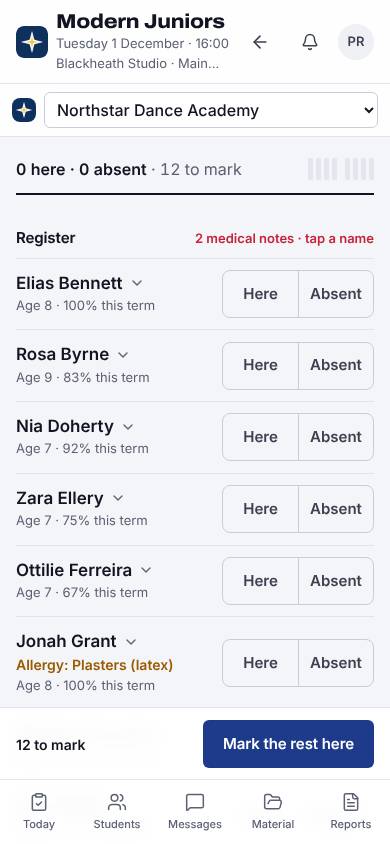 Modern Juniors
Tuesday 1 December · 16:00
Blackheath Studio · Main...
PR
Northstar Dance Academy
0 here · 0 absent · 12 to mark
Register
2 medical notes · tap a name
Elias Bennett
Age 8 · 100% this term
Here
Absent
Rosa Byrne
Age 9 · 83% this term
Here
Absent
Nia Doherty
Age 7 · 92% this term
Here
Absent
Zara Ellery
Age 7 · 75% this term
Here
Absent
Ottilie Ferreira
Age 7 · 67% this term
Here
Absent
Jonah Grant
Allergy: Plasters (latex)
Age 8 · 100% this term
Here
Absent
12 to mark
Mark the rest here
Today
Students
Messages
Material
Reports